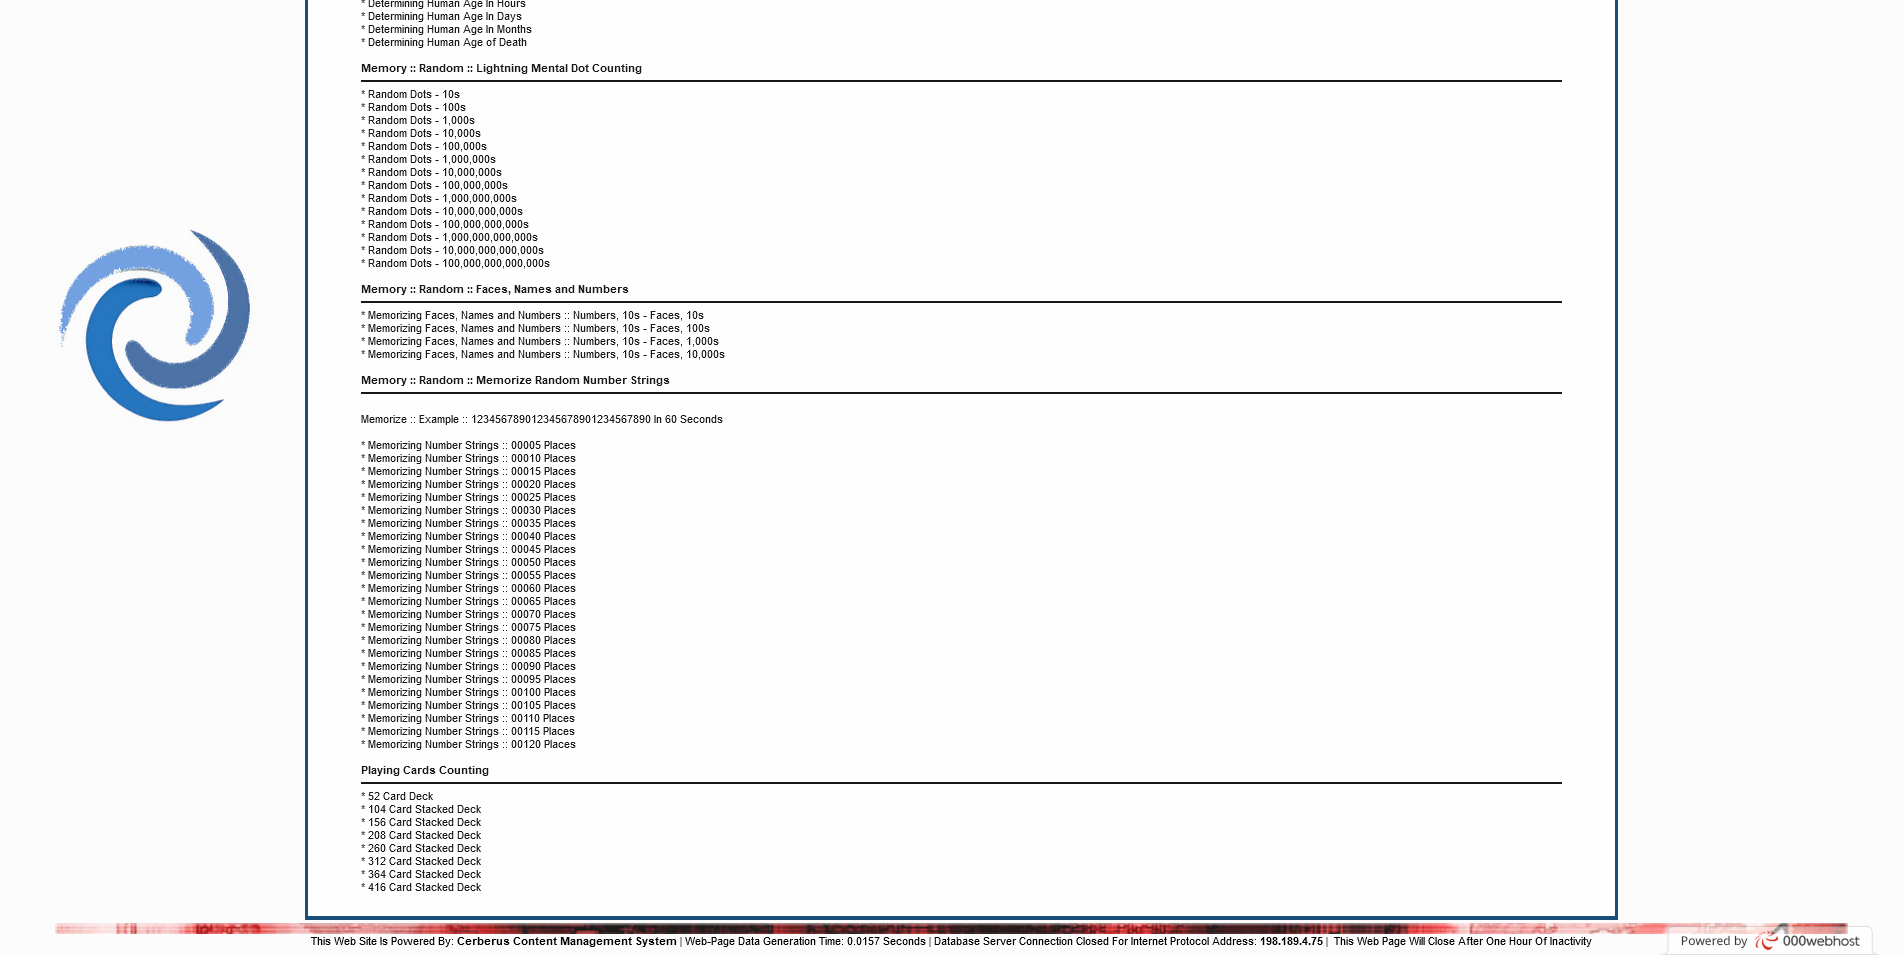 * Determining Human Age In Hours
* Determining Human Age In Days
* Determining Human Age In Months
* Determining Human Age of Death
Memory :: Random :: Lightning Mental Dot Counting
* Random Dots - 10s
* Random Dots - 100s
* Random Dots - 1,000s
* Random Dots - 10,000s
* Random Dots - 100,000s
* Random Dots - 1,000,000s
* Random Dots - 10,000,000s
* Random Dots - 100,000,000s
* Random Dots - 1,000,000,000s
* Random Dots - 10,000,000,000s
* Random Dots - 100,000,000,000s
* Random Dots - 1,000,000,000,000s
* Random Dots - 10,000,000,000,000s
* Random Dots - 100,000,000,000,000s
Memory :: Random :: Faces, Names and Numbers
* Memorizing Faces, Names and Numbers :: Numbers, 10s - Faces, 10s
* Memorizing Faces, Names and Numbers :: Numbers, 10s - Faces, 100s
* Memorizing Faces, Names and Numbers :: Numbers, 10s - Faces, 1,000s
* Memorizing Faces, Names and Numbers :: Numbers, 10s - Faces, 10,000s
Memory :: Random :: Memorize Random Number Strings
Memorize :: Example :: 123456789012345678901234567890 In 60 Seconds
* Memorizing Number Strings :: 00005 Places
* Memorizing Number Strings :: 00010 Places
* Memorizing Number Strings :: 00015 Places
* Memorizing Number Strings :: 00020 Places
* Memorizing Number Strings :: 00025 Places
* Memorizing Number Strings :: 00030 Places
* Memorizing Number Strings :: 00035 Places
* Memorizing Number Strings :: 00040 Places
* Memorizing Number Strings :: 00045 Places
* Memorizing Number Strings :: 00050 Places
* Memorizing Number Strings :: 00055 Places
* Memorizing Number Strings :: 00060 Places
* Memorizing Number Strings :: 00065 Places
* Memorizing Number Strings :: 00070 Places
* Memorizing Number Strings :: 00075 Places
* Memorizing Number Strings :: 00080 Places
* Memorizing Number Strings :: 00085 Places
* Memorizing Number Strings :: 00090 Places
* Memorizing Number Strings :: 00095 Places
* Memorizing Number Strings :: 00100 Places
* Memorizing Number Strings :: 00105 Places
* Memorizing Number Strings :: 00110 Places
* Memorizing Number Strings :: 00115 Places
* Memorizing Number Strings :: 00120 Places
Playing Cards Counting
* 52 Card Deck
* 104 Card Stacked Deck
* 156 Card Stacked Deck
* 208 Card Stacked Deck
* 260 Card Stacked Deck
* 312 Card Stacked Deck
* 364 Card Stacked Deck
* 416 Card Stacked Deck
This Web Site Is Powered By: Cerberus Content Management System | Web-Page Data Generation Time: 0.0157 Seconds | Database Server Connection Closed For Internet Protocol Address: 198.189.4.75 | This Web Page Will Close After One Hour Of Inactivity
Powered by 000webhost